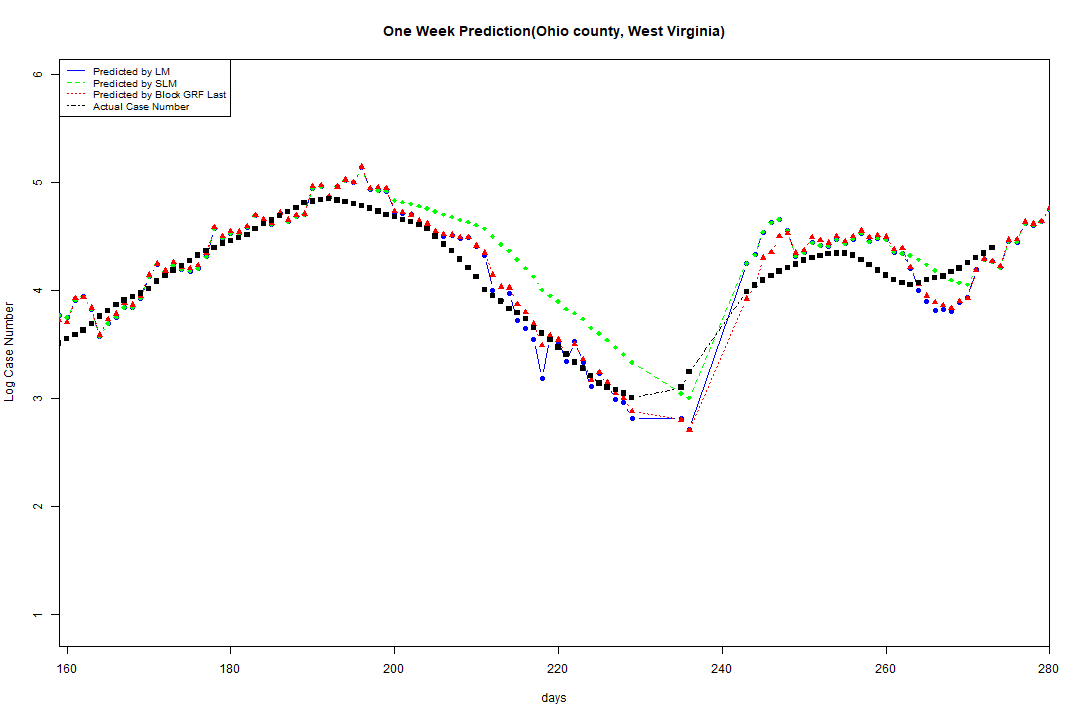 One Week Prediction(Ohio county, West Virginia)
Predicted by LM
Predicted by SLM
Predicted by Block GRF Last
Actual Case Number
6
5
4
3
2
1
Log Case Number
160 180 200 220 240 260 280
days